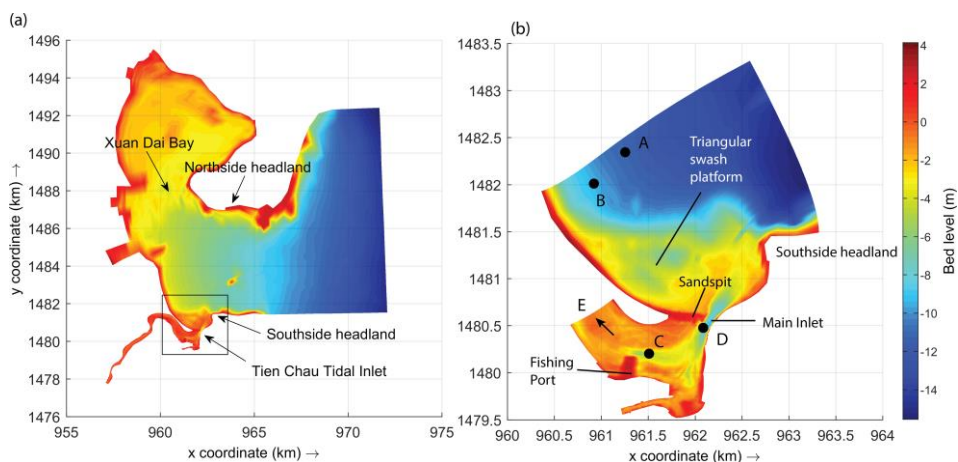 (a)
1496
1494
1492
1490
1488
1486
1484
1482
1480
1478
1476
y coordinate (km) →
955
960
965
970
975
x coordinate (km) →
Xuan Dai Bay
Northside headland
Southside headland
Tien Chau Tidal Inlet
(b)
1483.5
1483
1482.5
1482
1481.5
1481
1480.5
1480
1479.5
960
960.5
961
961.5
962
962.5
963
963.5
964
x coordinate (km) →
A
B
Triangular
swash
platform
Southside headland
Sandspit
E
Main Inlet
C
D
Fishing
Port
4
2
0
-2
-4
-6
-8
-10
-12
-14
Bed level (m)